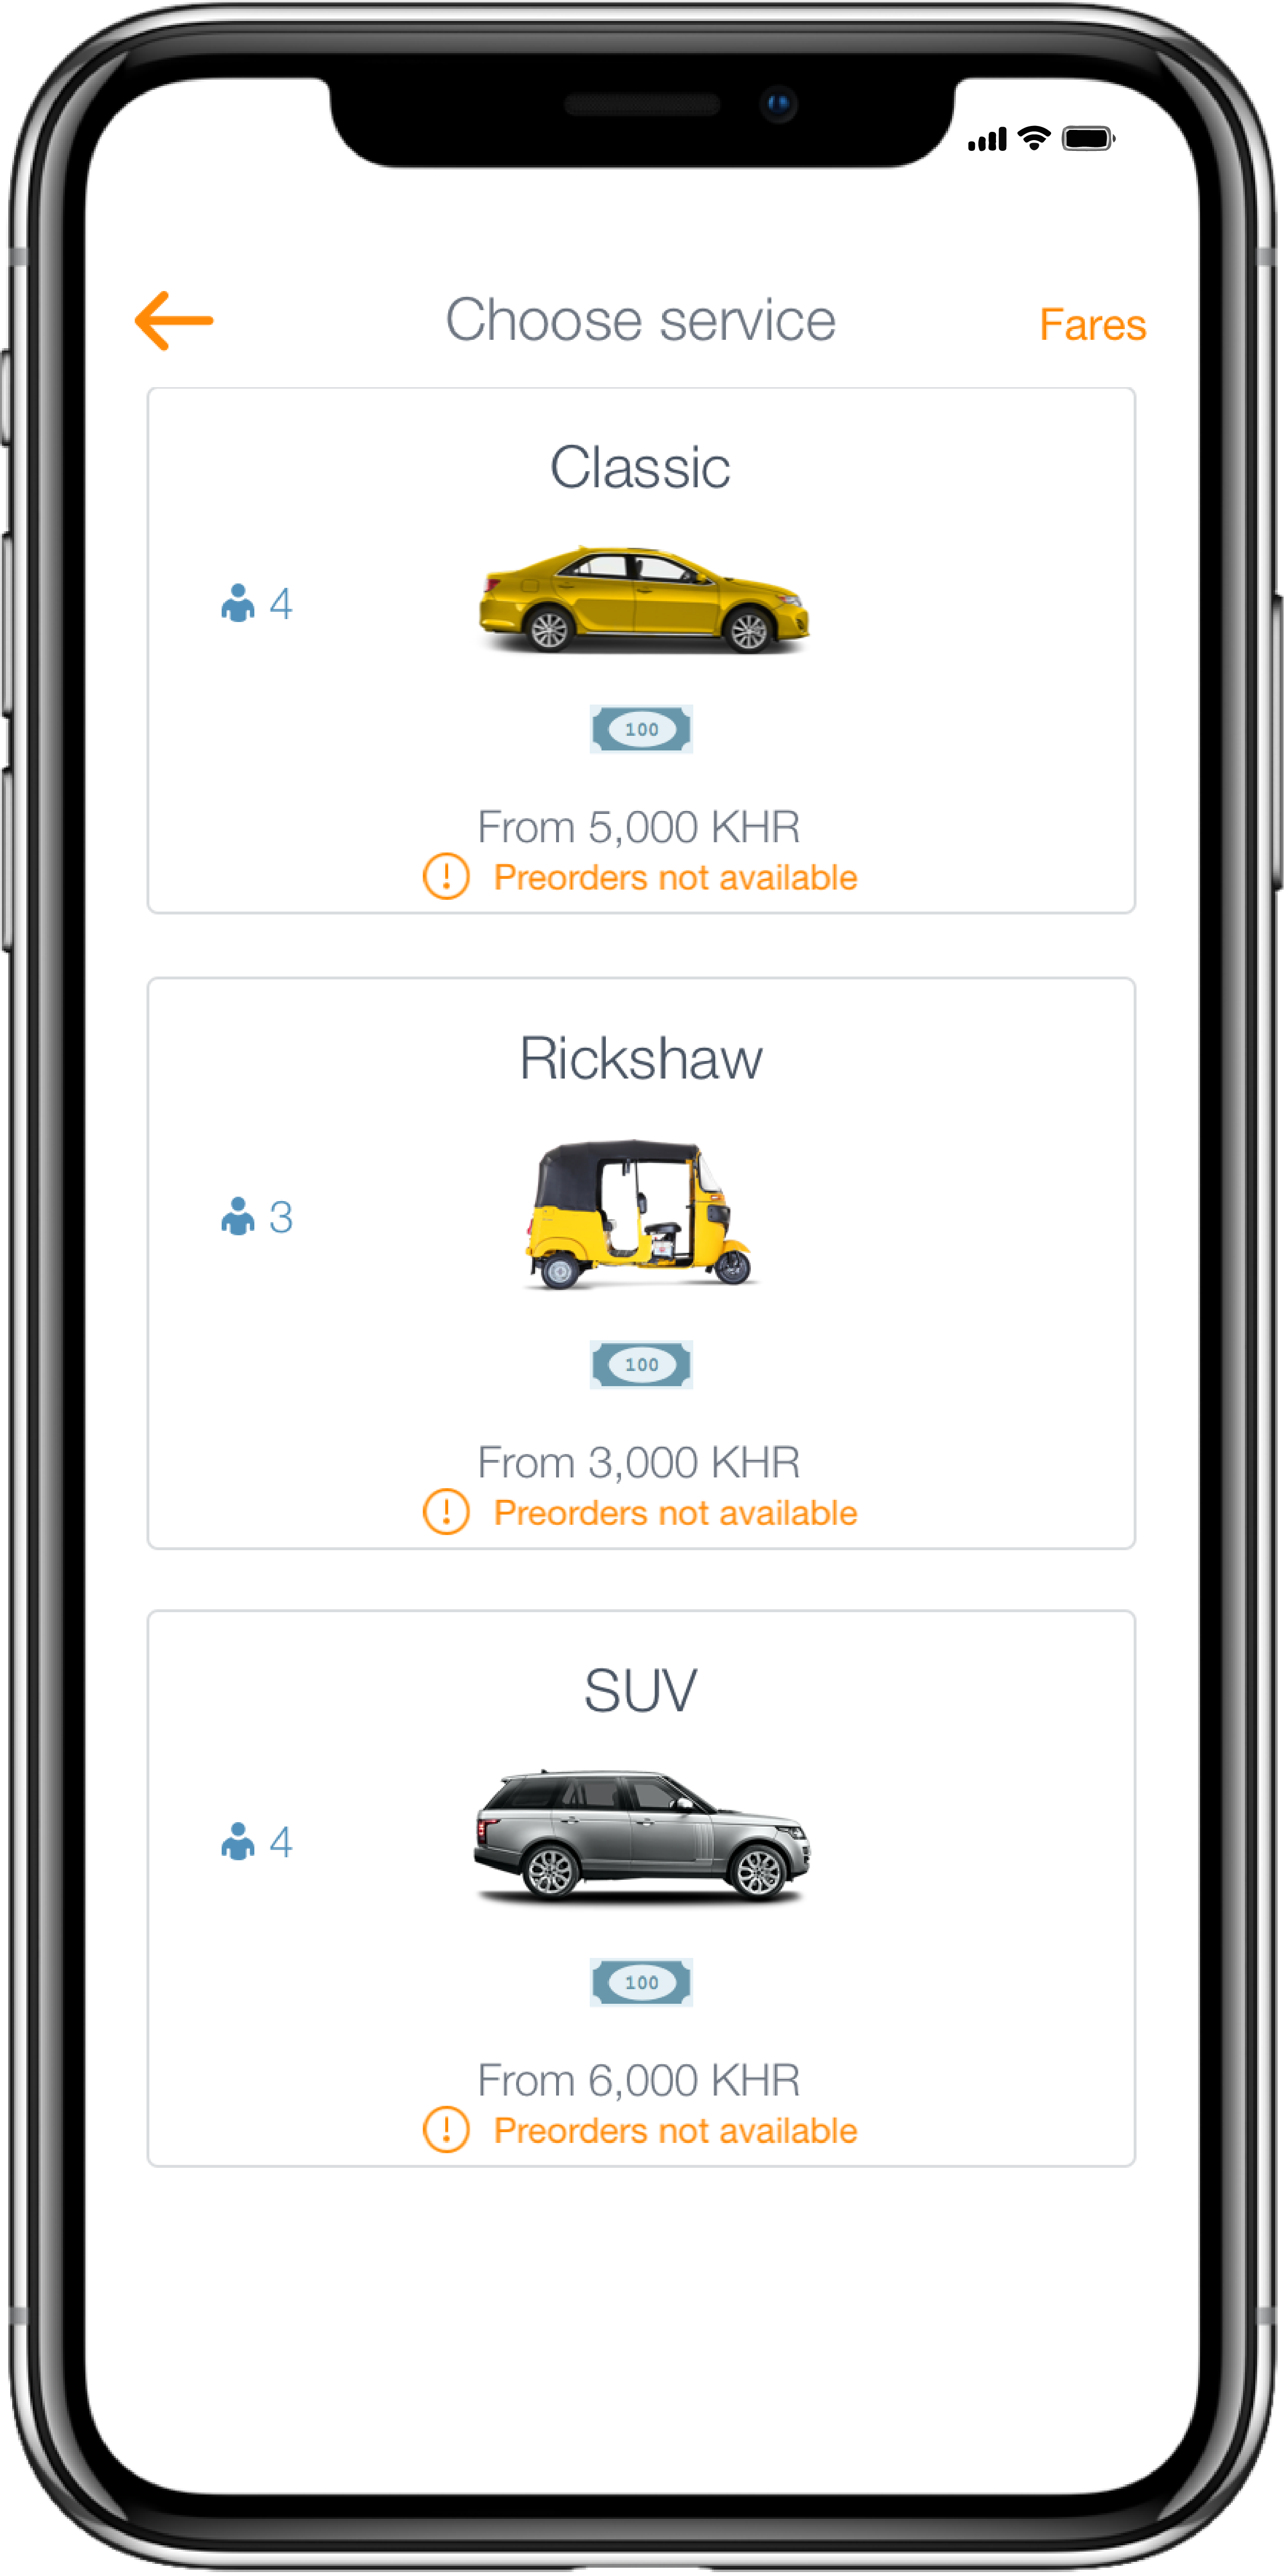 Choose service
Fares
Classic
4
100
From 5,000 KHR
Preorders not available
Rickshaw
3
100
From 3,000 KHR
Preorders not available
SUV
4
100
From 6,000 KHR
Preorders not available